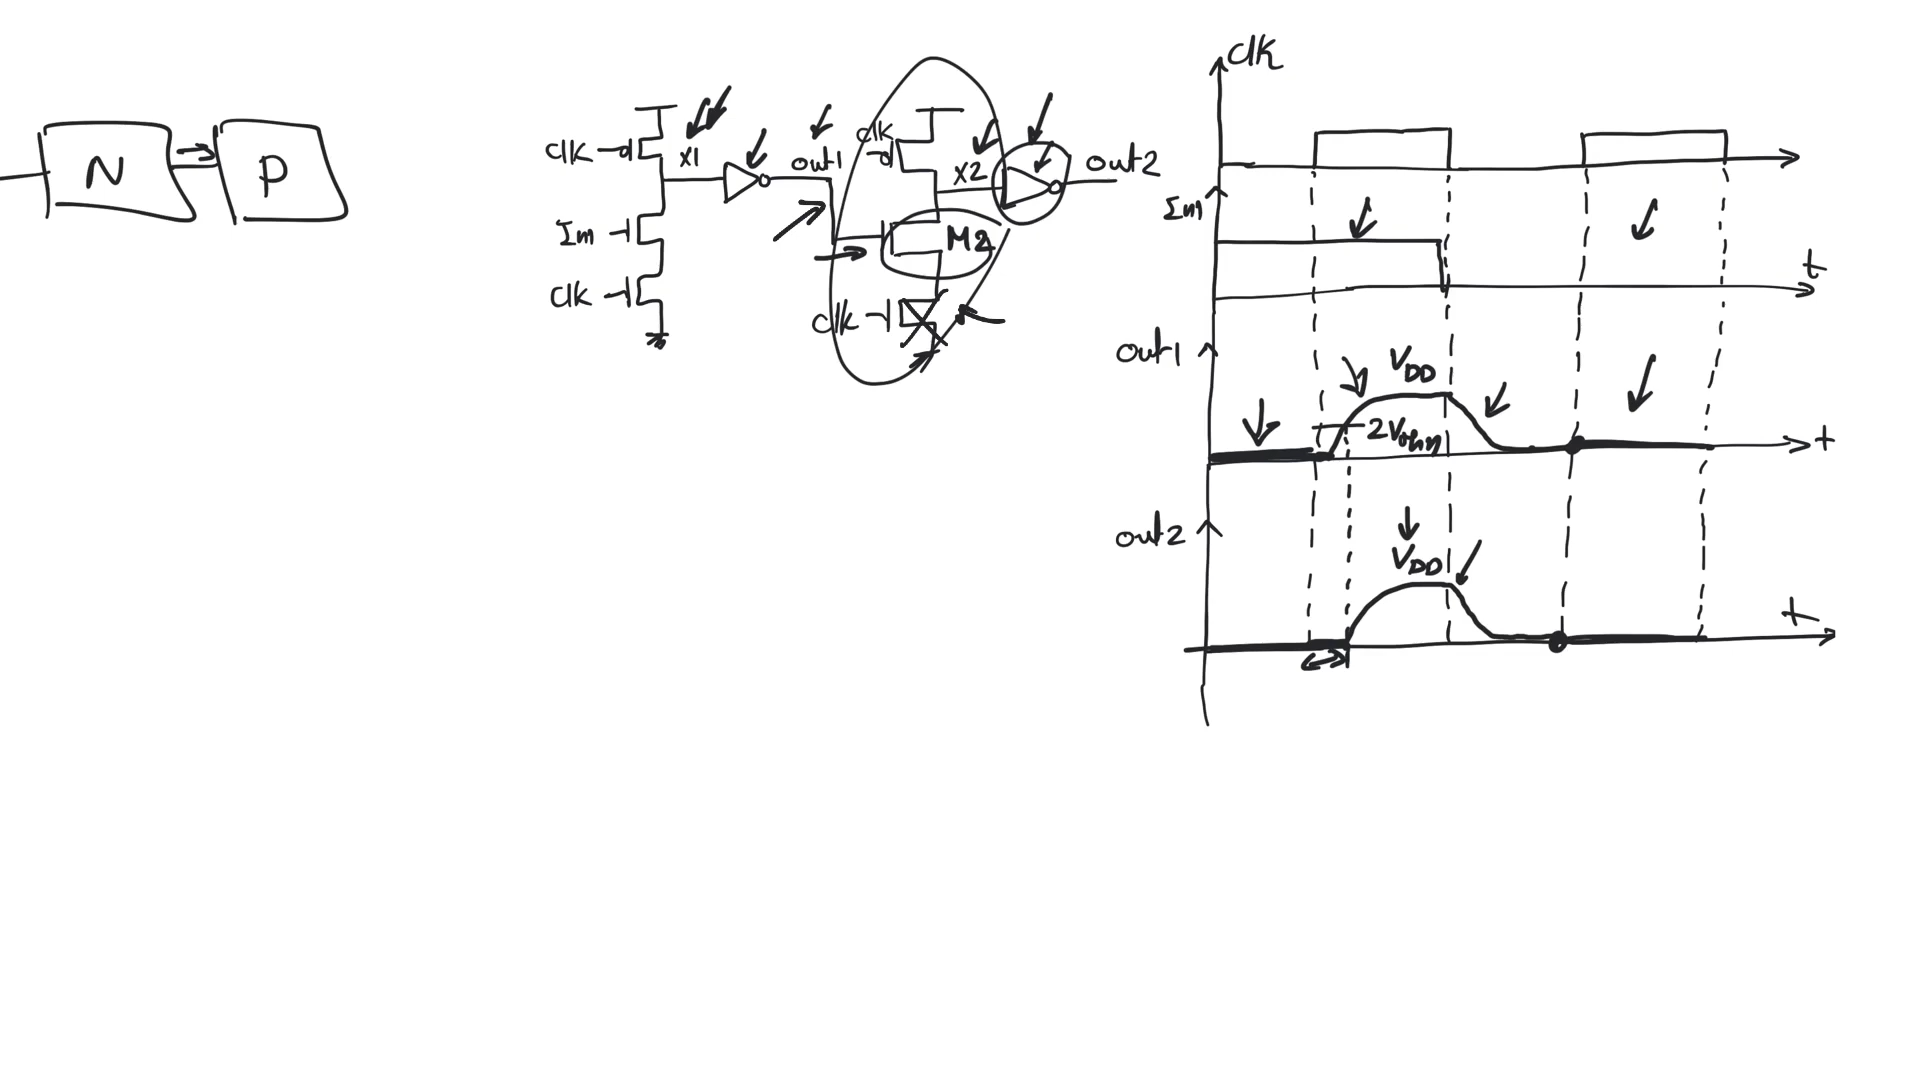 N
P
clk
x1
In
clk
out1
clk
x2
M2
clk
out2
clk
In
t
out1
VDD
2Vthn
t
out2
VDD
t